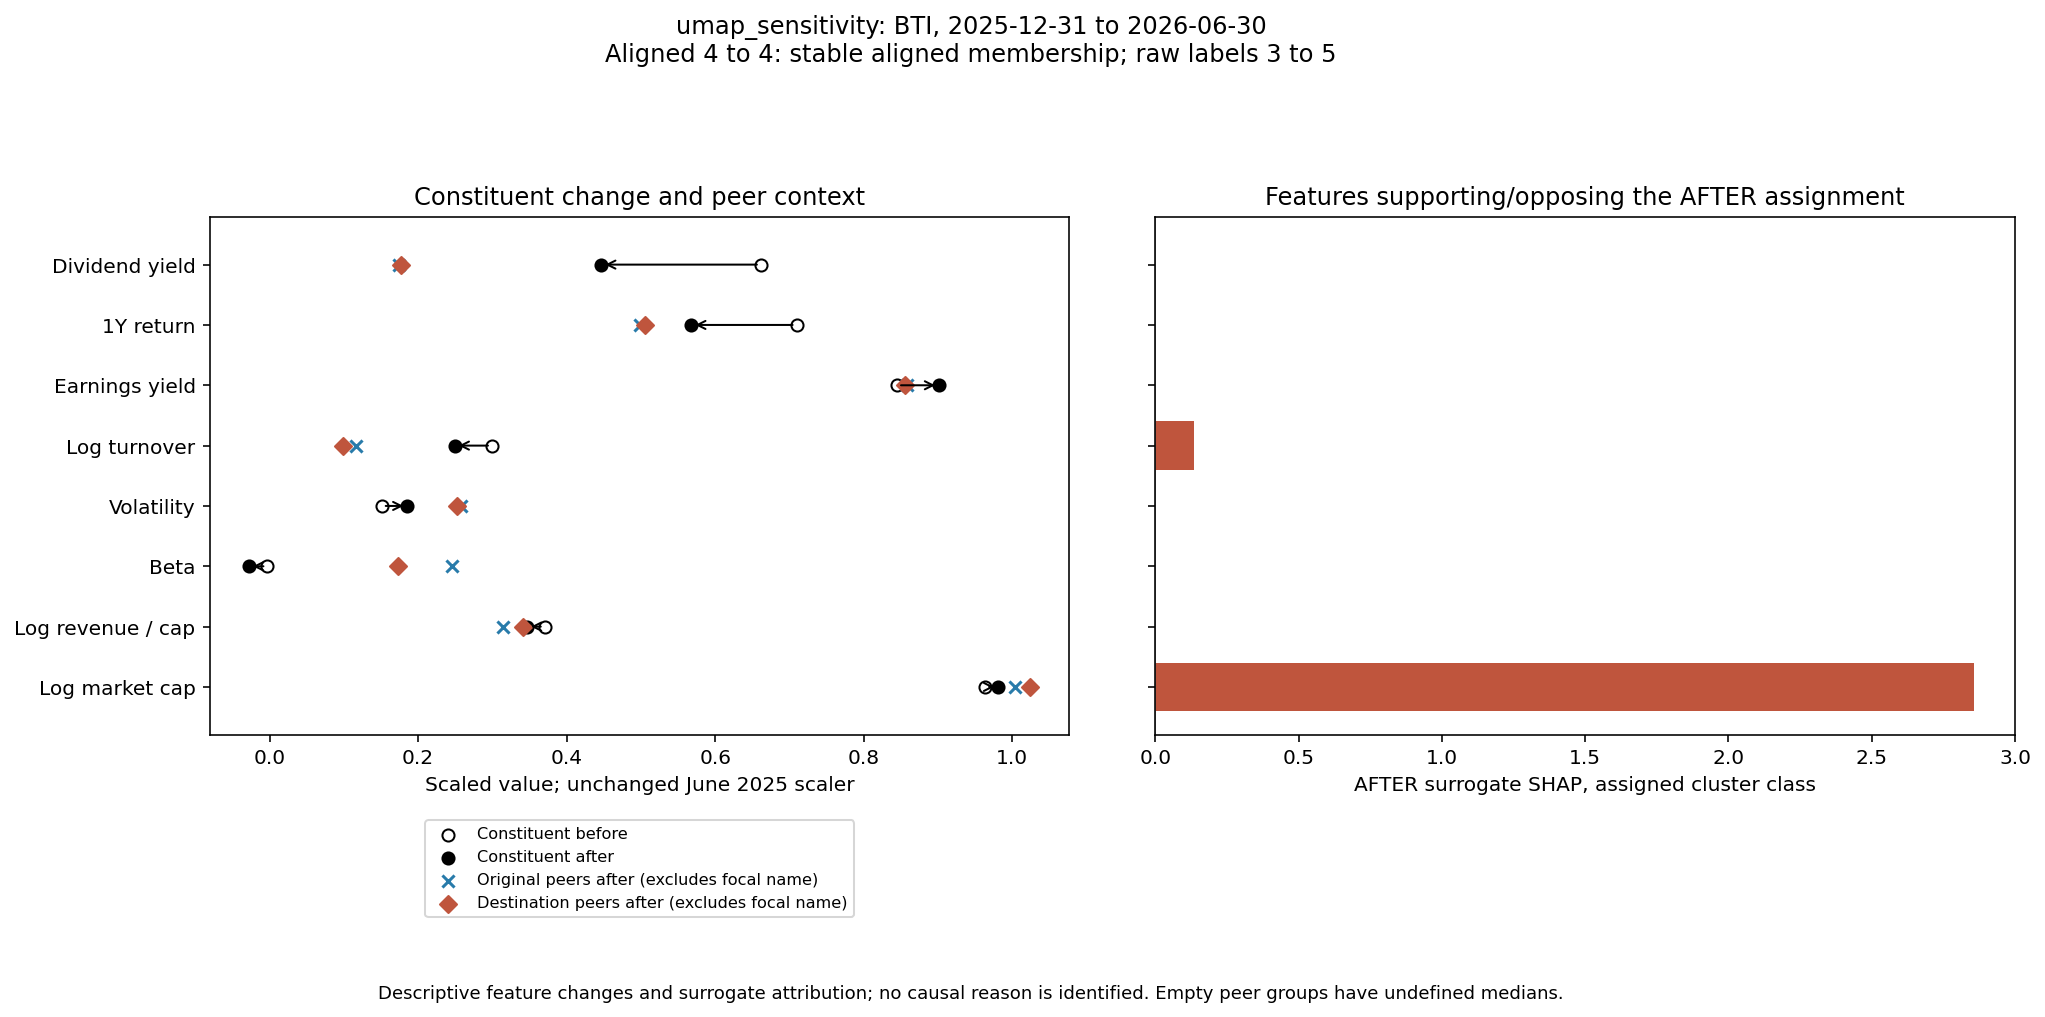 umap_sensitivity: BTI, 2025-12-31 to 2026-06-30
Aligned 4 to 4: stable aligned membership; raw labels 3 to 5
Constituent change and peer context
Features supporting/opposing the AFTER assignment
Dividend yield
1Y return
Earnings yield
Log turnover
Volatility
Beta
Log revenue / cap
Log market cap
0.0 0.2 0.4 0.6 0.8 1.0
0.0 0.5 1.0 1.5 2.0 2.5 3.0
Scaled value; unchanged June 2025 scaler
AFTER surrogate SHAP, assigned cluster class
Constituent before
Constituent after
Original peers after (excludes focal name)
Destination peers after (excludes focal name)
Descriptive feature changes and surrogate attribution; no causal reason is identified. Empty peer groups have undefined medians.